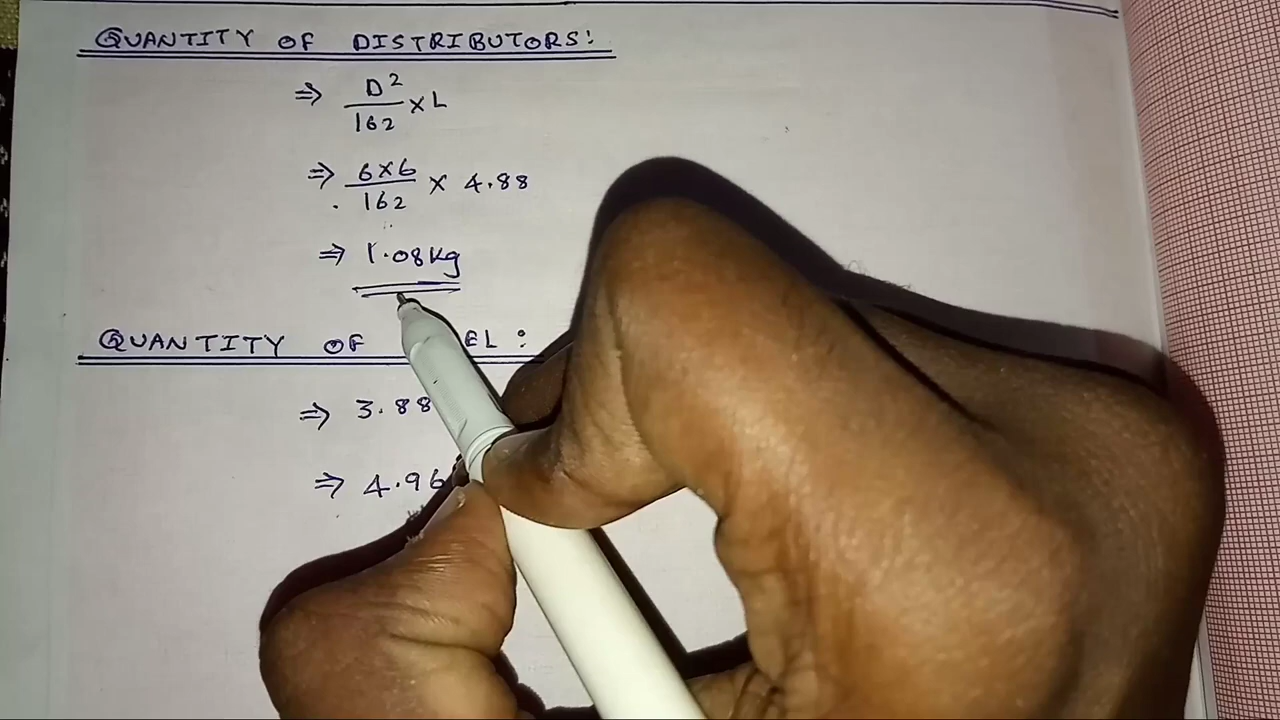 QUANTITY OF DISTRIBUTORS:
⇒ D²/162 × L
⇒ 6×6/162 × 4.88
⇒ 1.08Kg
QUANTITY OF
⇒ 3.88
⇒ 4.96